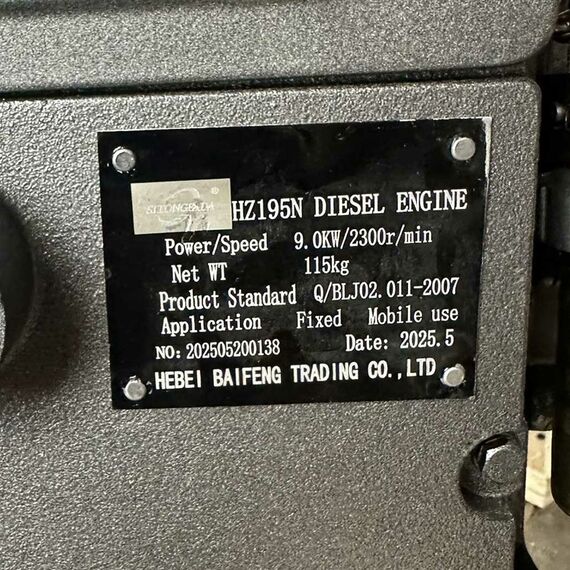 ®
HZ195N DIESEL ENGINE
Power/Speed 9.0KW/2300r/min
Net WT 115kg
Product Standard Q/BLJ02.011-2007
Application Fixed Mobile use
NO: 202505200138 Date: 2025.5
HEBEI BAIFENG TRADING CO.,LTD